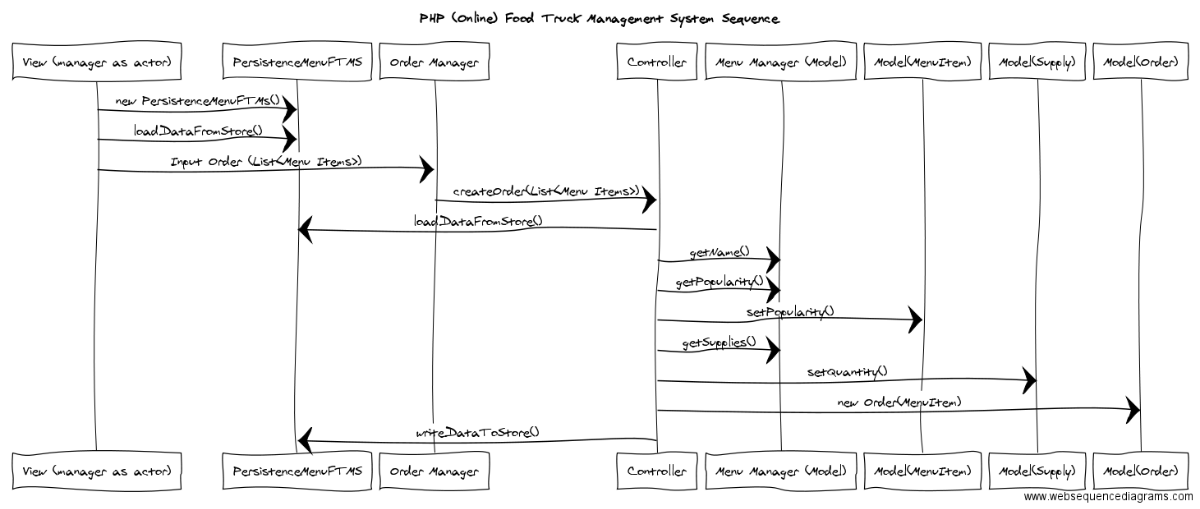 PHP (Online) Food Truck Management System Sequence
View (manager as actor) PersistenceMenuFTMS Order Manager Controller Menu Manager (Model) Model(MenuItem) Model(Supply) Model(Order)
new PersistenceMenuFTMs()
loadDataFromStore()
Input Order (List<Menu Items>)
createOrder(List<Menu Items>)
loadDataFromStore()
getName()
getPopularity()
setPopularity()
getSupplies()
setQuantity()
new Order(MenuItem)
writeDataToStore()
View (manager as actor) PersistenceMenuFTMS Order Manager Controller Menu Manager (Model) Model(MenuItem) Model(Supply) Model(Order)
www.websequencediagrams.com